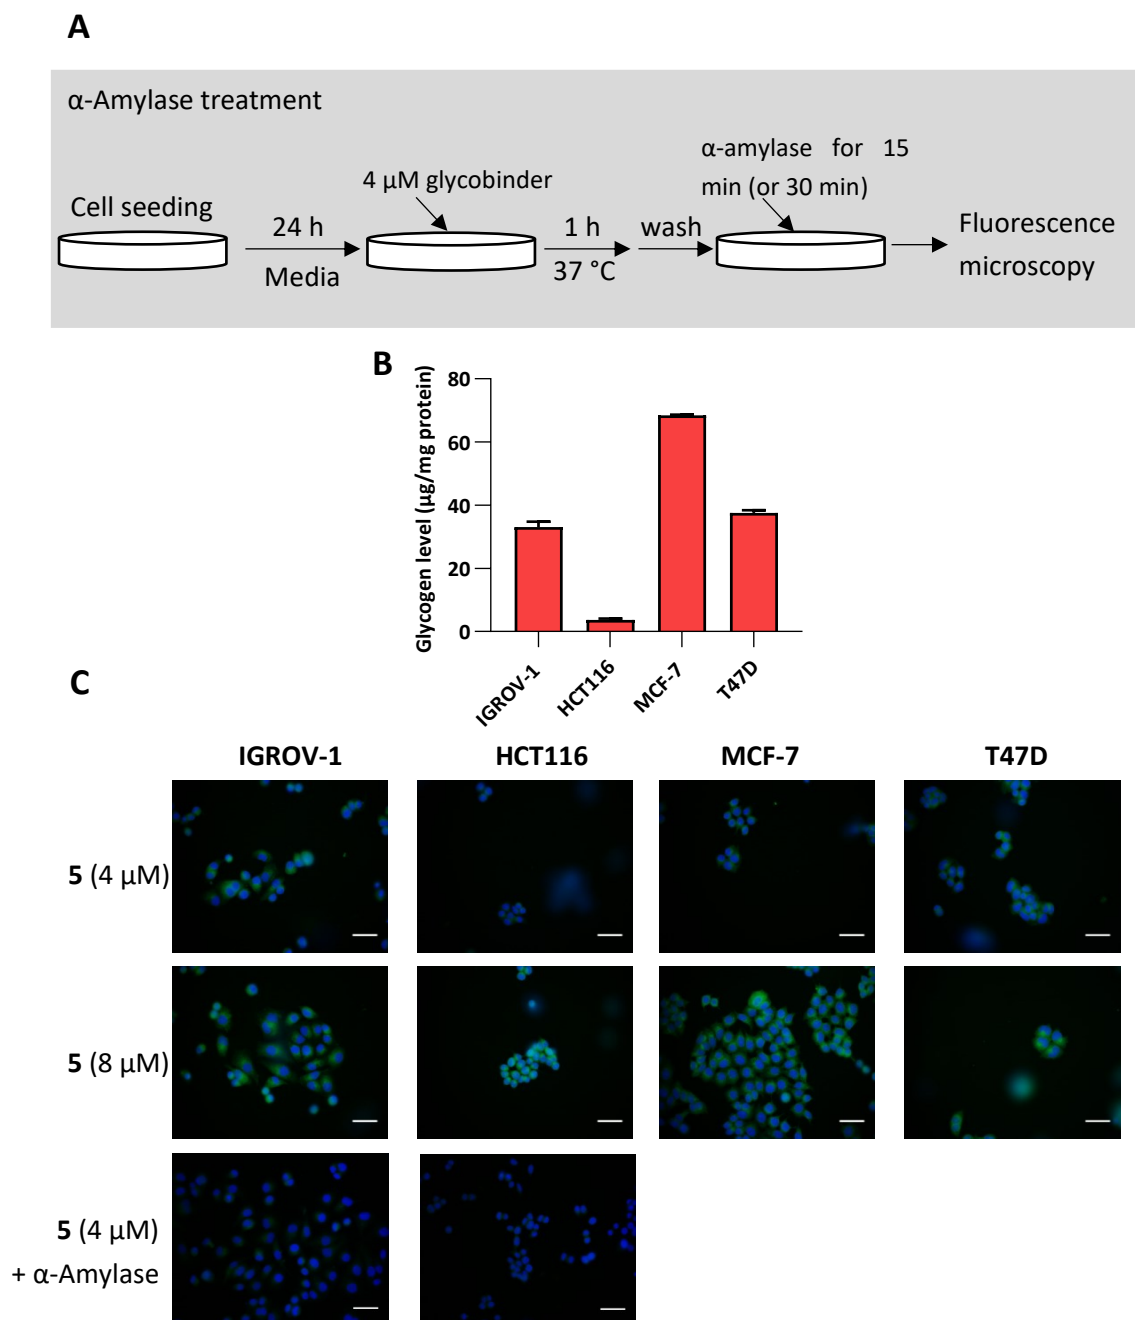 A
α-Amylase treatment
Cell seeding
24 h
Media
4 µM glycobinder
1 h
37 °C
wash
α-amylase for 15
min (or 30 min)
Fluorescence
microscopy
B
Glycogen level (µg/mg protein)
80
60
40
20
0
IGROV-1
HCT116
MCF-7
T47D
C
IGROV-1 HCT116 MCF-7 T47D
5 (4 µM)
5 (8 µM)
5 (4 µM)
+ α-Amylase